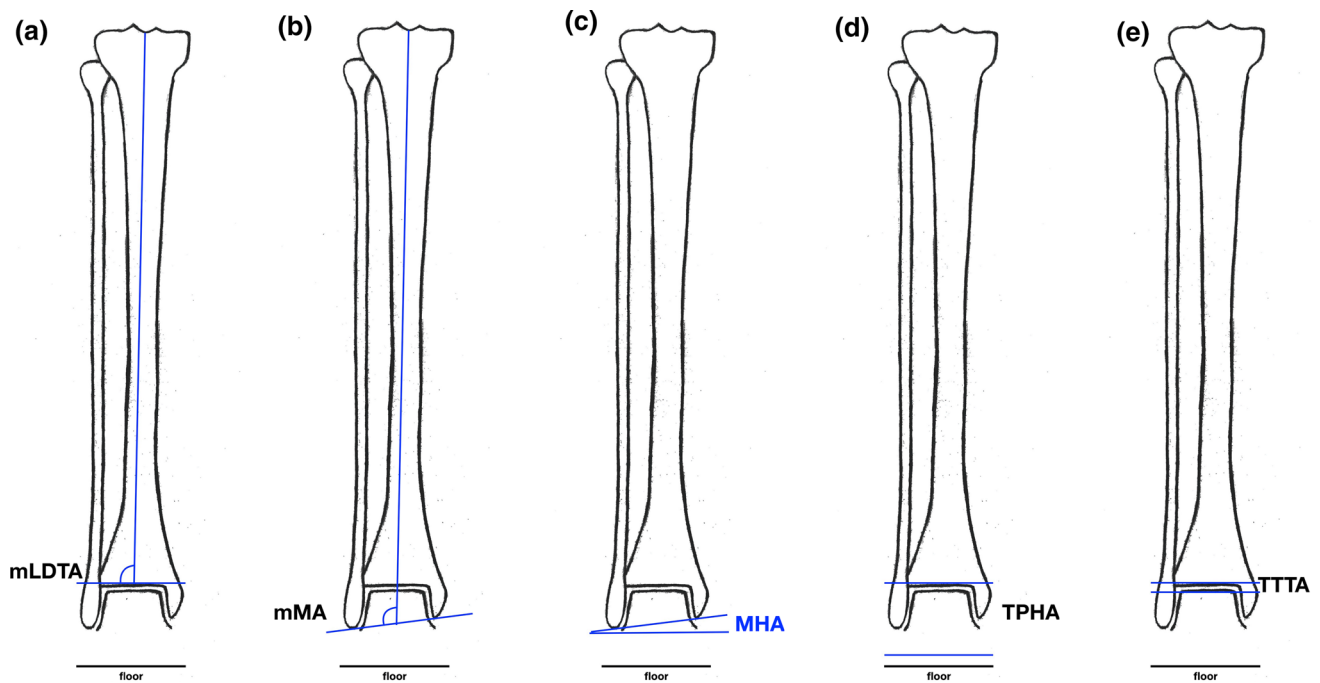 (a)
(b)
(c)
(d)
(e)
mLDTA
mMA
MHA
TPHA
TTTA
floor
floor
floor
floor
floor